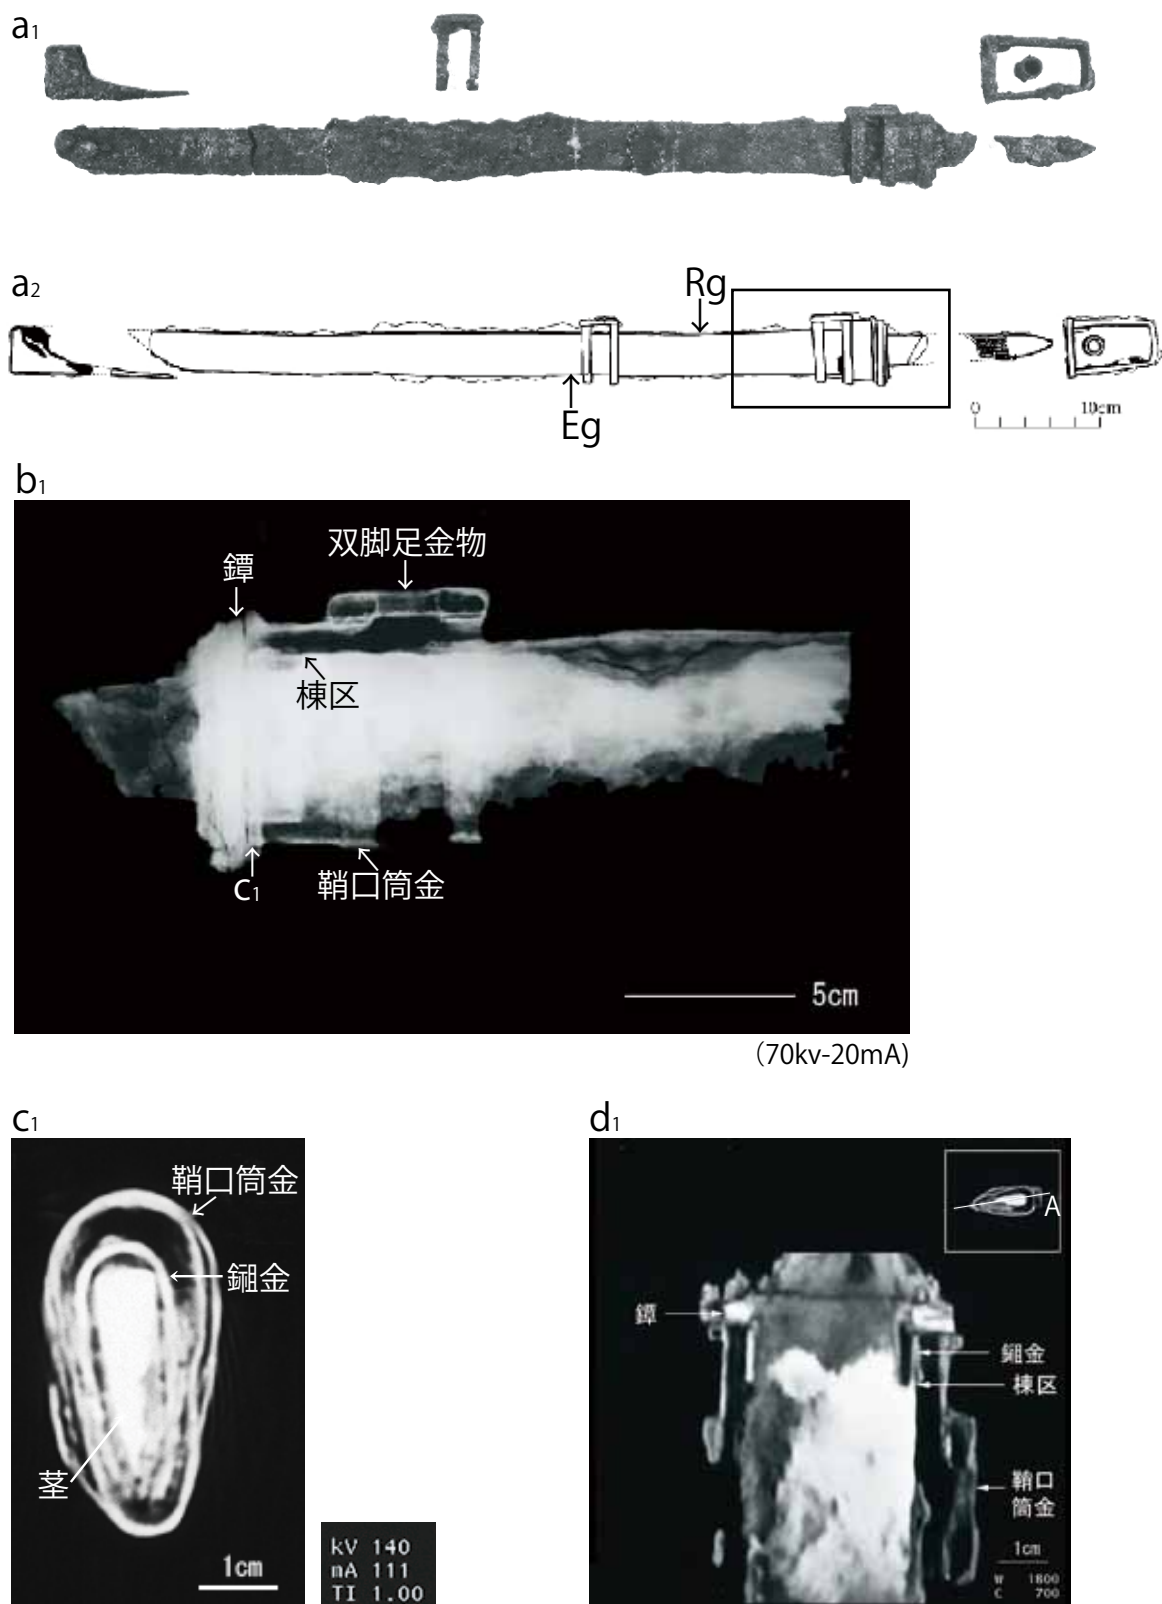 a1
a2
Rg
Eg
0 10cm
b1
双脚足金物
鐔
棟区
c1
鞘口筒金
5cm
(70kv-20mA)
c1
鞘口筒金
鎺金
茎
1cm
kV 140
mA 111
TI 1.00
d1
A
鐔
鎺金
棟区
鞘口
筒金
1cm
W 1800
C 700